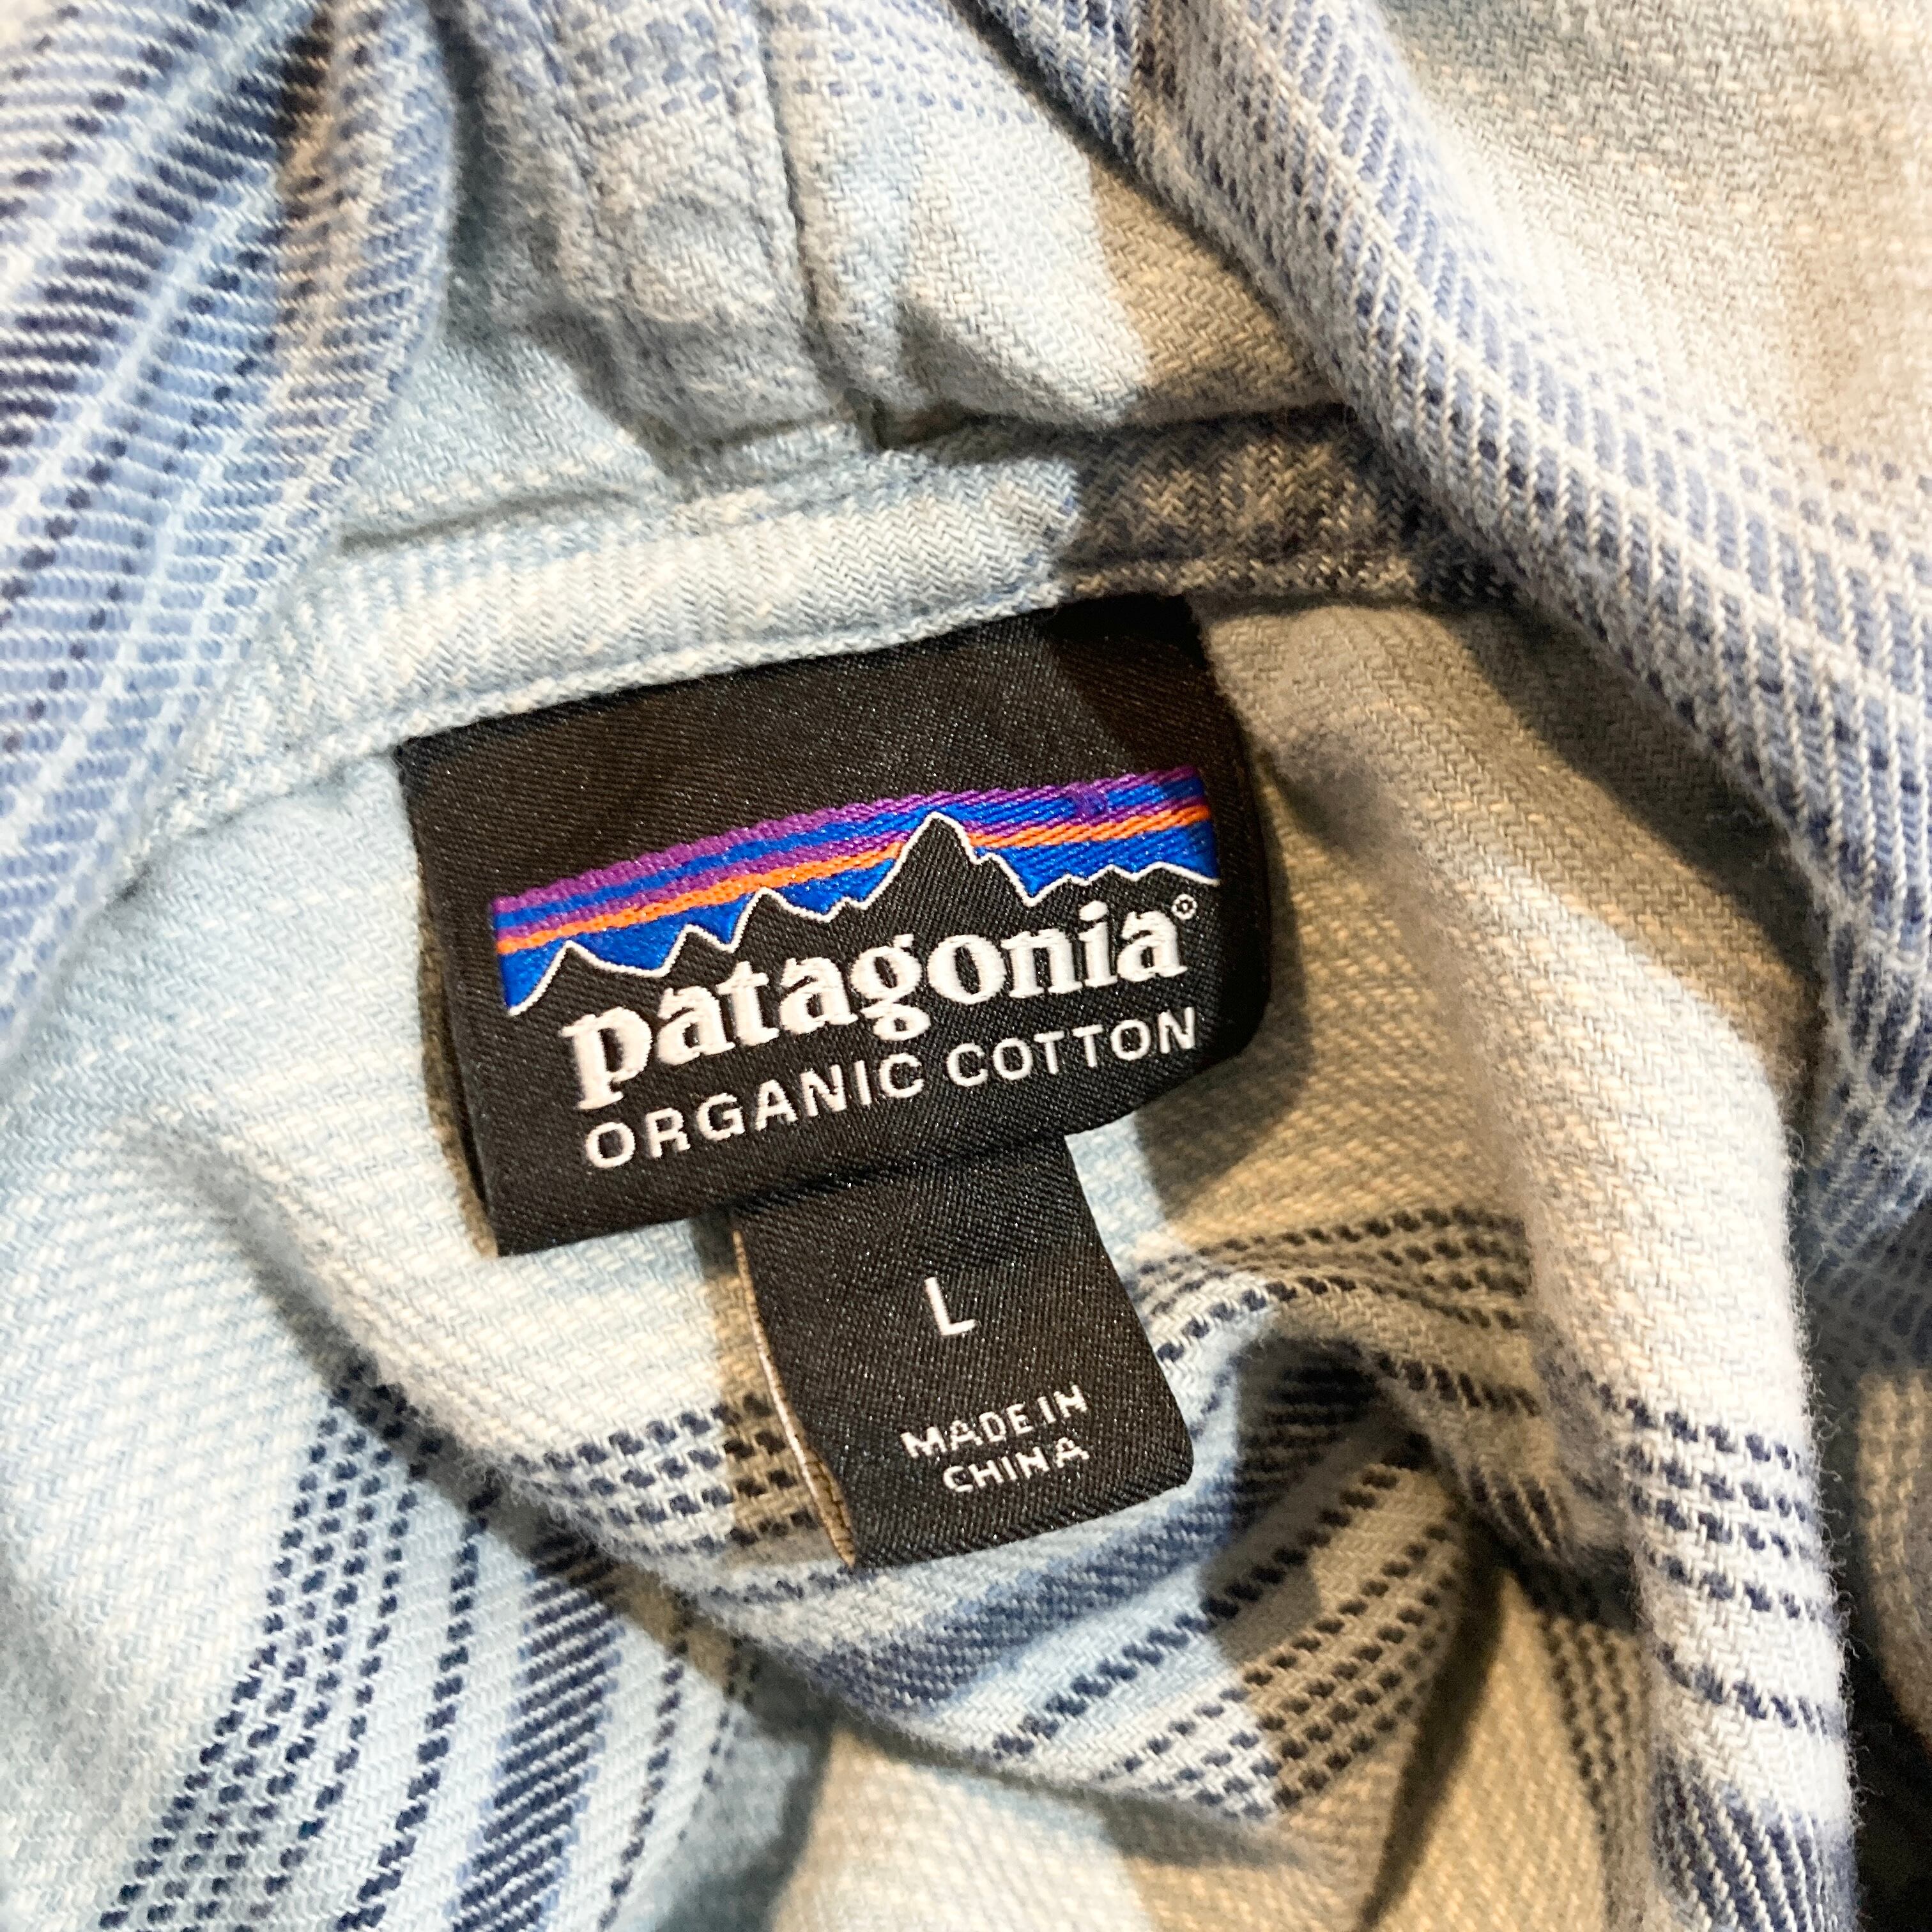 patagonia®
ORGANIC COTTON
L
MADE IN
CHINA